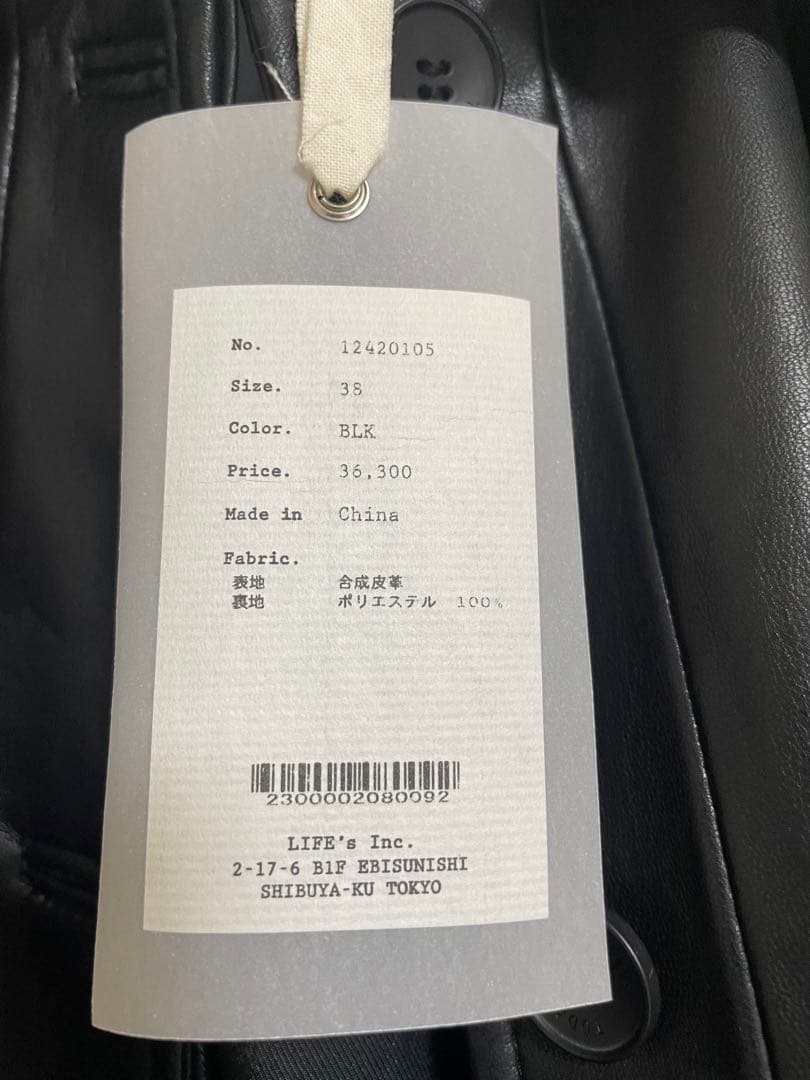 No. 12420105
Size. 38
Color. BLK
Price. 36,300
Made in China
Fabric.
表地 合成皮革
裏地 ポリエステル 100%
2300002080092
LIFE's Inc.
2-17-6 B1F EBISUNISHI
SHIBUYA-KU TOKYO